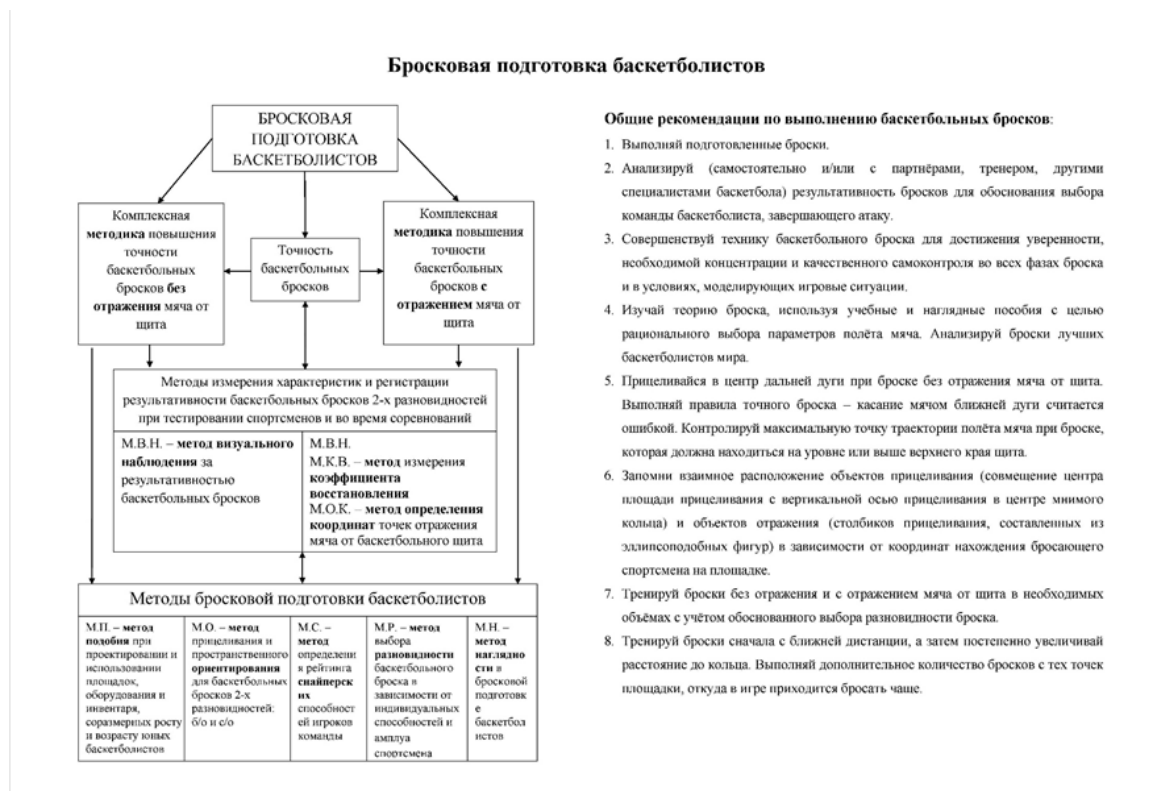 Бросковая подготовка баскетболистов
БРОСКОВАЯ
ПОДГОТОВКА
БАСКЕТБОЛИСТОВ
Комплексная
методика повышения
точности
баскетбольных
бросков без
отражения мяча от
щита
Точность
баскетбольных
бросков
Комплексная
методика повышения
точности
баскетбольных
бросков с
отражением мяча от
щита
Методы измерения характеристик и регистрации
результативности баскетбольных бросков 2-х разновидностей
при тестировании спортсменов и во время соревнований
М.В.Н. – метод визуального
наблюдения за
результативностью
баскетбольных бросков
М.В.Н.
М.К.В. – метод измерения
коэффициента
восстановления
М.О.К. – метод определения
координат точек отражения
мяча от баскетбольного щита
Методы бросковой подготовки баскетболистов
М.П. – метод
подобия при
проектировании и
использовании
площадок,
оборудования и
инвентаря,
соразмерных росту
и возрасту юных
баскетболистов
М.О. – метод
прицеливания и
пространственного
ориентирования
для баскетбольных
бросков 2-х
разновидностей:
б/о и с/о
М.С. –
метод
определени
я рейтинга
снайперск
их
способност
ей игроков
команды
М.Р. – метод
выбора
разновидности
баскетбольного
броска в
зависимости от
индивидуальных
способностей и
амплуа
спортсмена
М.Н. –
метод
наглядно
сти в
бросковой
подготовк
е
баскетбол
истов
Общие рекомендации по выполнению баскетбольных бросков:
1. Выполняй подготовленные броски.
2. Анализируй (самостоятельно и/или с партнёрами, тренером, другими
специалистами баскетбола) результативность бросков для обоснования выбора
команды баскетболиста, завершающего атаку.
3. Совершенствуй технику баскетбольного броска для достижения уверенности,
необходимой концентрации и качественного самоконтроля во всех фазах броска
и в условиях, моделирующих игровые ситуации.
4. Изучай теорию броска, используя учебные и наглядные пособия с целью
рационального выбора параметров полёта мяча. Анализируй броски лучших
баскетболистов мира.
5. Прицеливайся в центр дальней дуги при броске без отражения мяча от щита.
Выполняй правила точного броска – касание мячом ближней дуги считается
ошибкой. Контролируй максимальную точку траектории полёта мяча при броске,
которая должна находиться на уровне или выше верхнего края щита.
6. Запомни взаимное расположение объектов прицеливания (совмещение центра
площади прицеливания с вертикальной осью прицеливания в центре мнимого
кольца) и объектов отражения (столбиков прицеливания, составленных из
эллипсоподобных фигур) в зависимости от координат нахождения бросающего
спортсмена на площадке.
7. Тренируй броски без отражения и с отражением мяча от щита в необходимых
объёмах с учётом обоснованного выбора разновидности броска.
8. Тренируй броски сначала с ближней дистанции, а затем постепенно увеличивай
расстояние до кольца. Выполняй дополнительное количество бросков с тех точек
площадки, откуда в игре приходится бросать чаще.